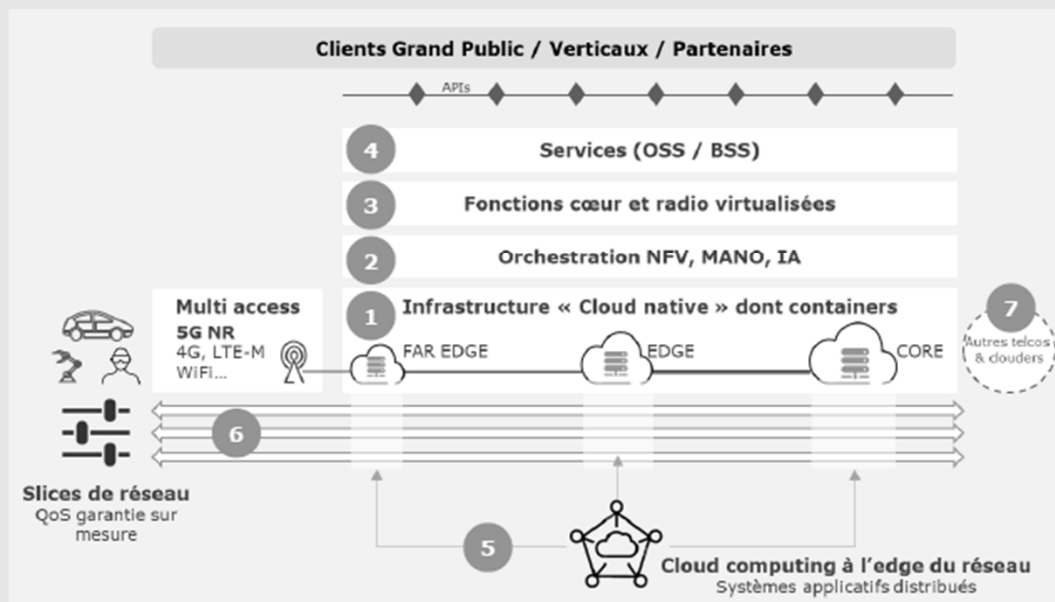 Clients Grand Public / Verticaux / Partenaires
APIs
4
Services (OSS / BSS)
3
Fonctions cœur et radio virtualisées
2
Orchestration NFV, MANO, IA
Multi access
5G NR
4G, LTE-M
WiFi...
1
Infrastructure « Cloud native » dont containers
FAR EDGE
EDGE
CORE
7
Autres telcos
& clouders
6
Slices de réseau
QoS garantie sur
mesure
5
Cloud computing à l'edge du réseau
Systèmes applicatifs distribués